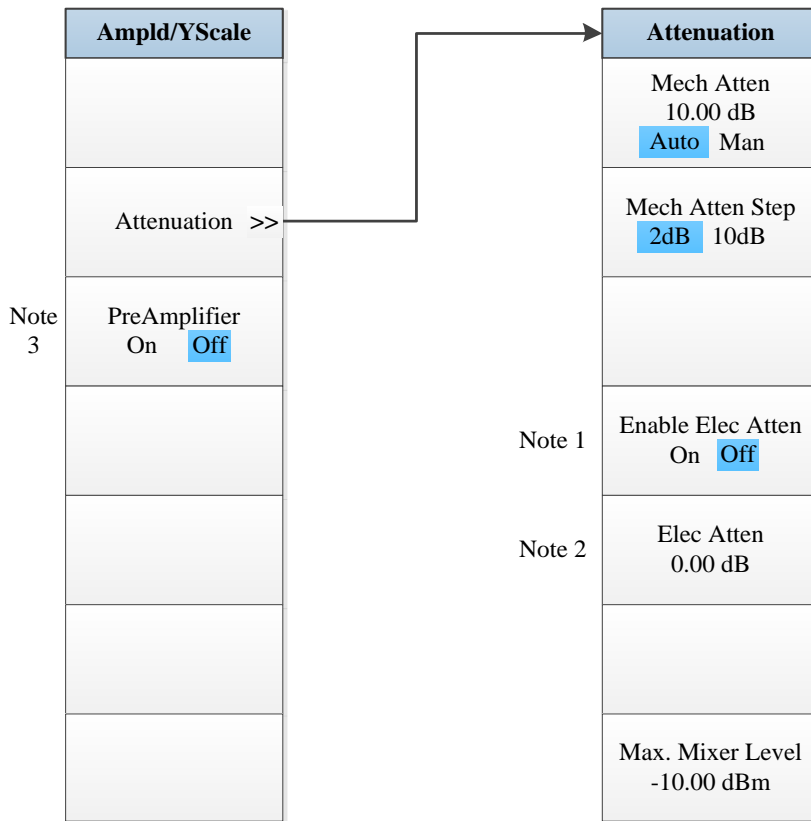 Ampld/YScale
Attenuation >>
Note
3
PreAmplifier
On Off
Attenuation
Mech Atten
10.00 dB
Auto Man
Mech Atten Step
2dB 10dB
Note 1
Enable Elec Atten
On Off
Note 2
Elec Atten
0.00 dB
Max. Mixer Level
-10.00 dBm